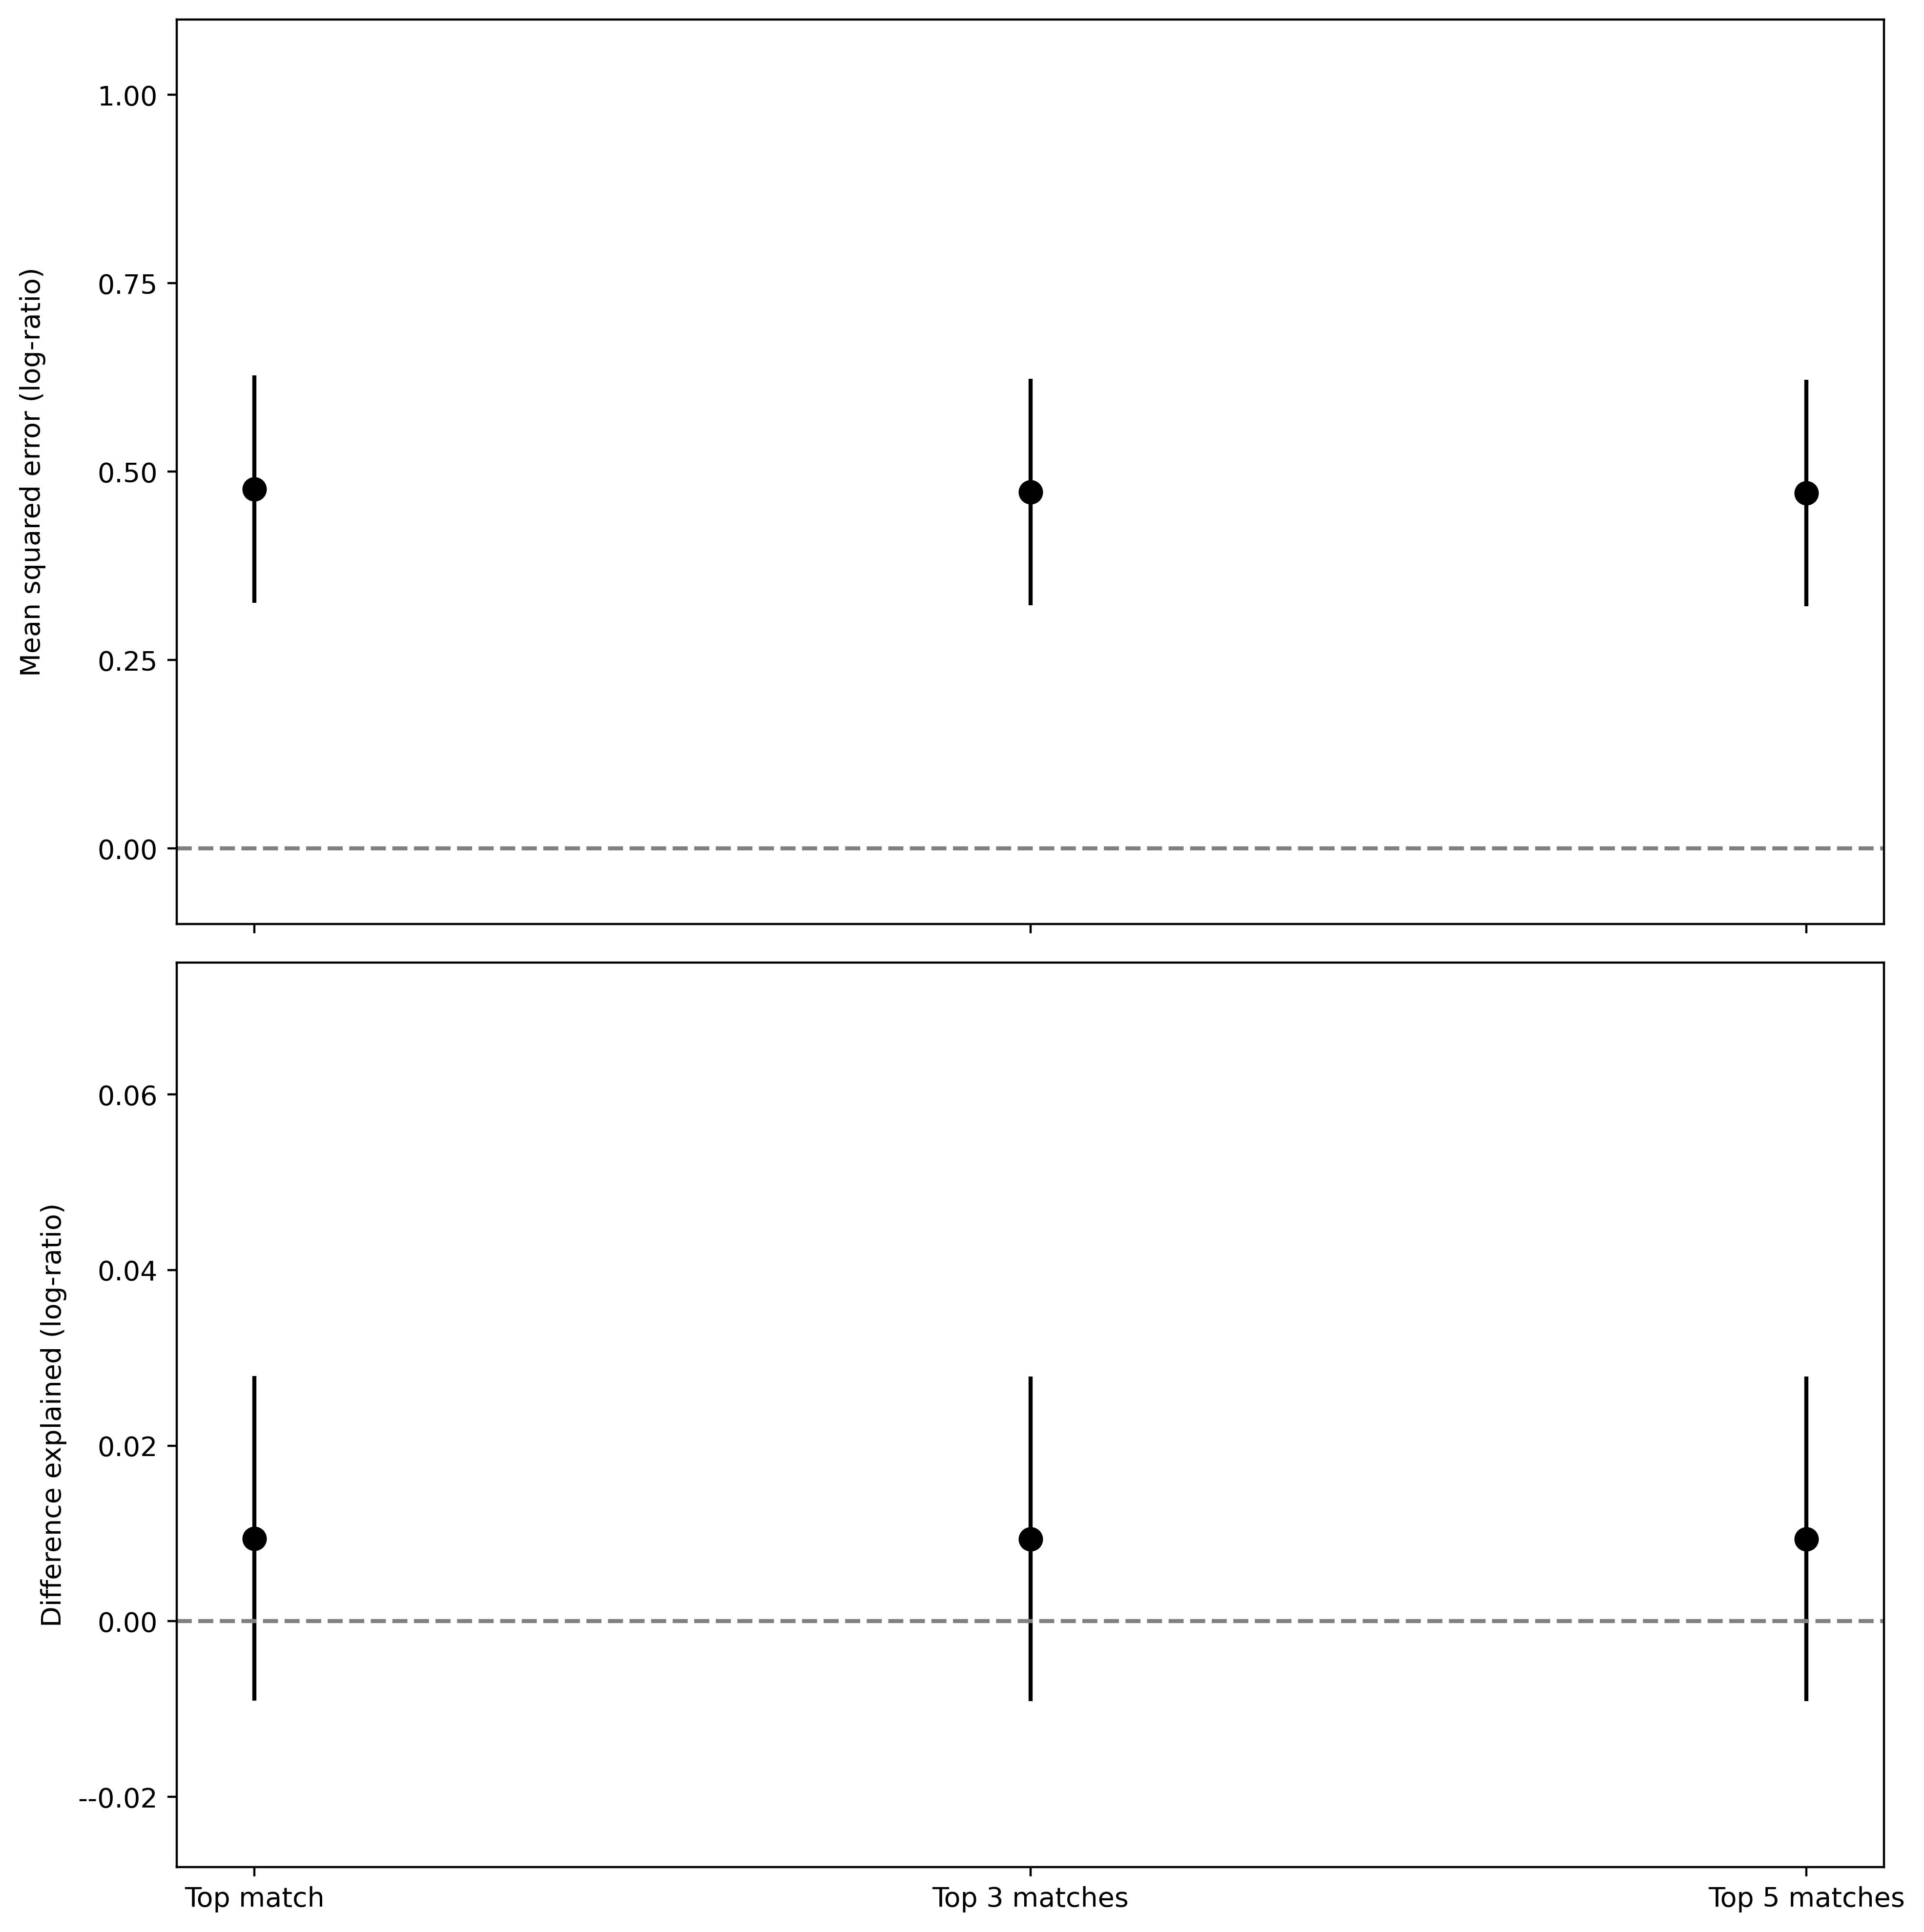 Mean squared error (log-ratio)
1.00
0.75
0.50
0.25
0.00
Difference explained (log-ratio)
0.06
0.04
0.02
0.00
--0.02
Top match
Top 3 matches
Top 5 matches